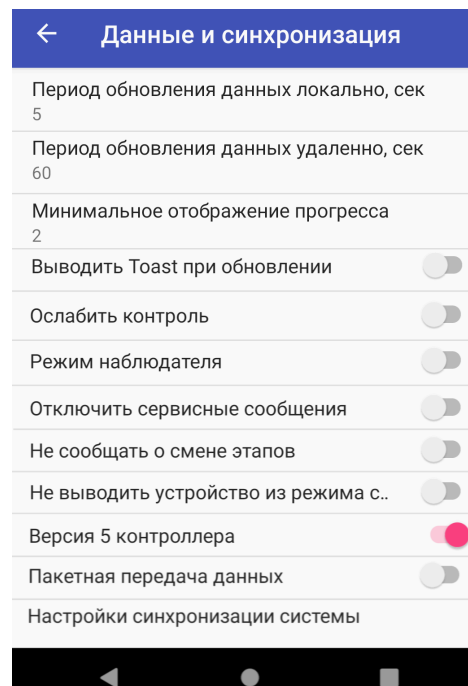 Данные и синхронизация
Период обновления данных локально, сек
5
Период обновления данных удаленно, сек
60
Минимальное отображение прогресса
2
Выводить Toast при обновлении
Ослабить контроль
Режим наблюдателя
Отключить сервисные сообщения
Не сообщать о смене этапов
Не выводить устройство из режима с..
Версия 5 контроллера
Пакетная передача данных
Настройки синхронизации системы